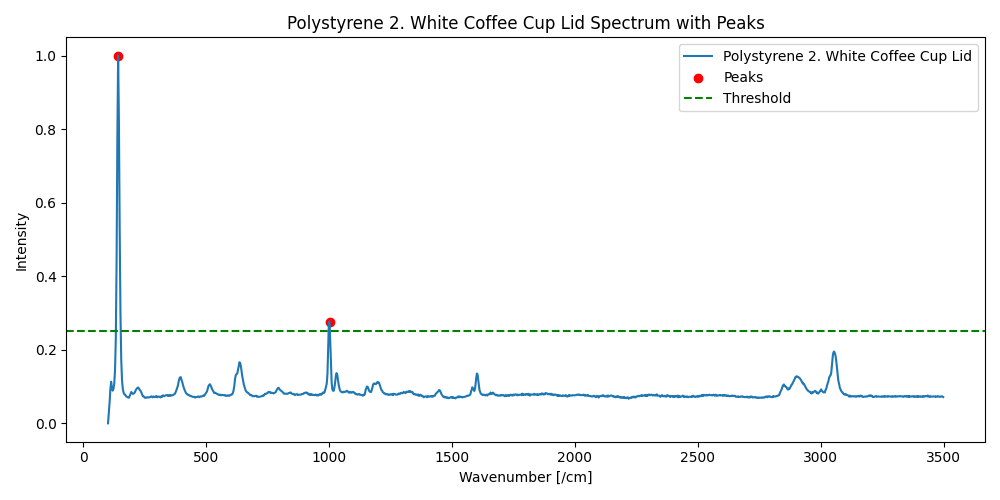 Polystyrene 2. White Coffee Cup Lid Spectrum with Peaks
Polystyrene 2. White Coffee Cup Lid
Peaks
Threshold
Intensity
1.0
0.8
0.6
0.4
0.2
0.0
0 500 1000 1500 2000 2500 3000 3500
Wavenumber [/cm]